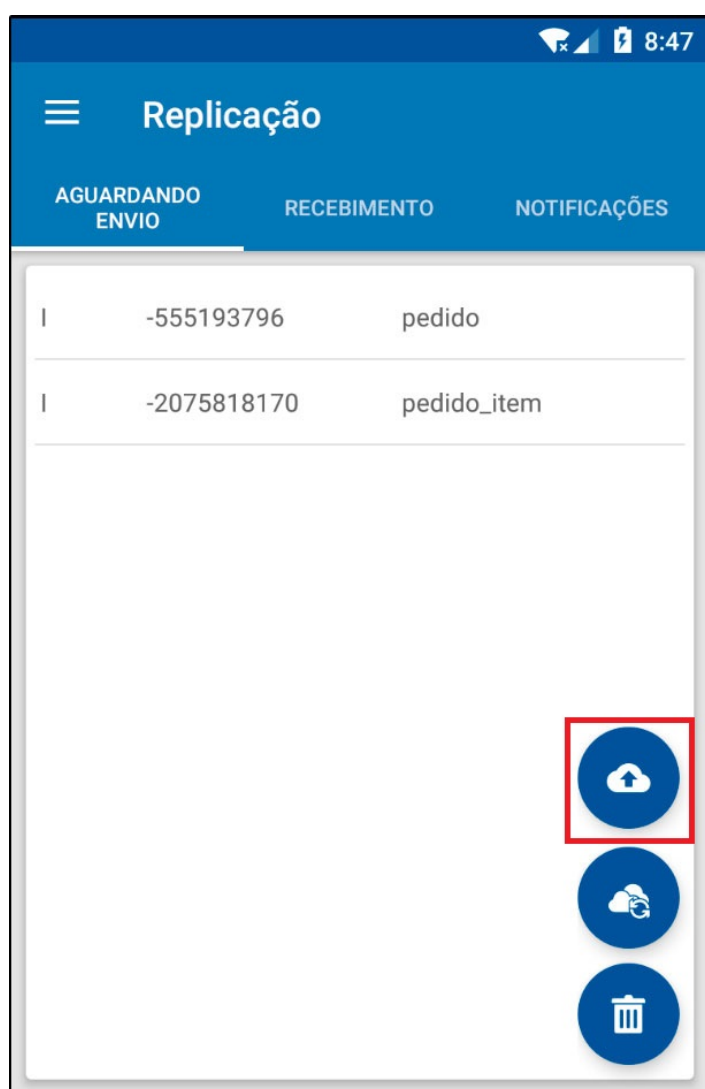 8:47
Replicação
AGUARDANDO
ENVIO
RECEBIMENTO
NOTIFICAÇÕES
I -555193796 pedido
I -2075818170 pedido_item